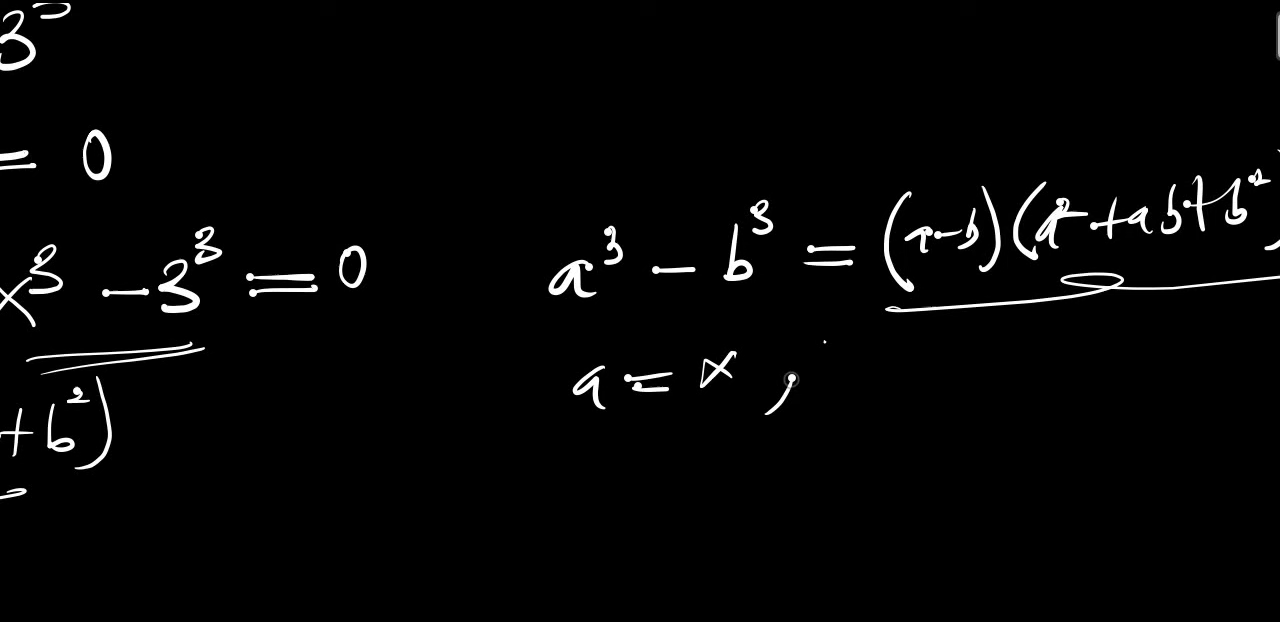 3³
= 0
x³ - 3³ = 0
+ b²)
a³ - b³ = (a-b)(a²+ab+b²)
a = x ,